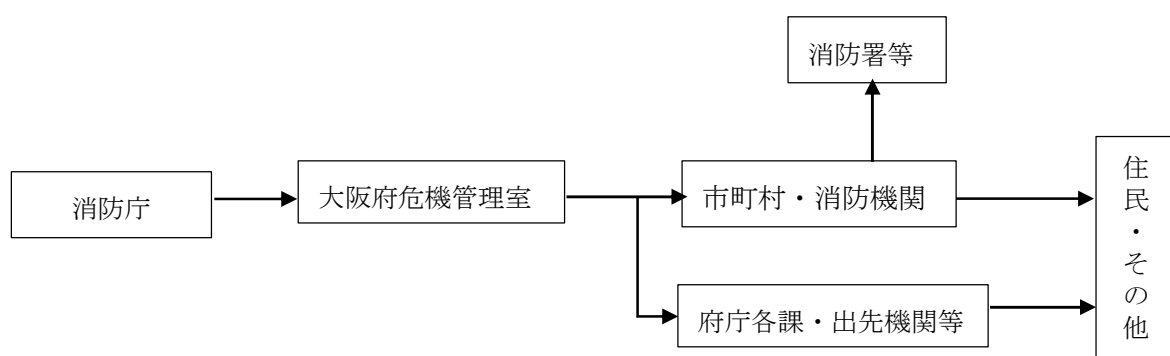 消防署等
消防庁
大阪府危機管理室
市町村・消防機関
府庁各課・出先機関等
住民・その他